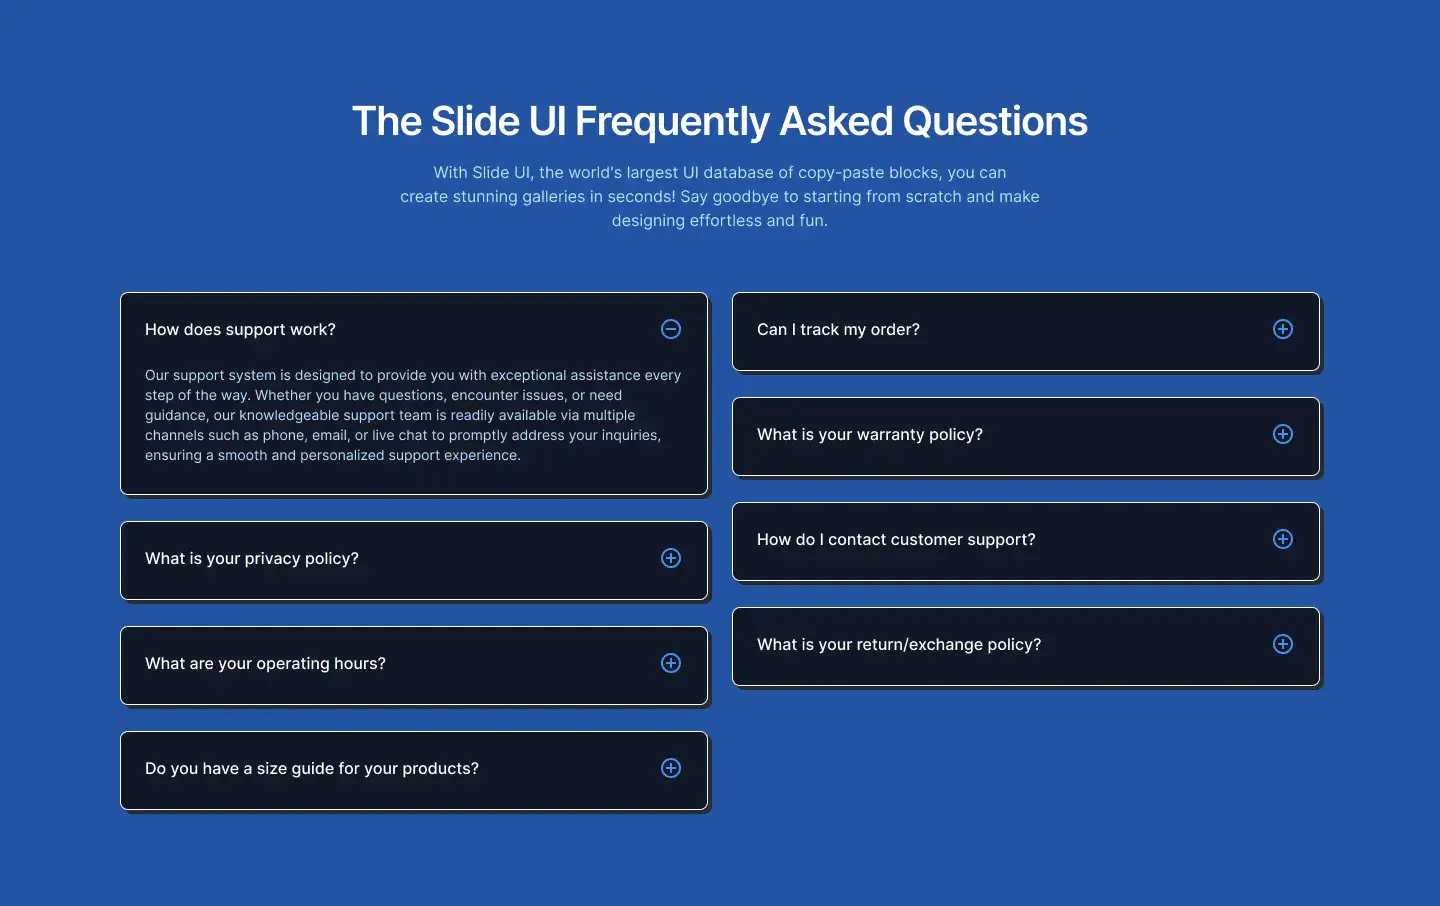 The Slide UI Frequently Asked Questions
With Slide UI, the world's largest UI database of copy-paste blocks, you can
create stunning galleries in seconds! Say goodbye to starting from scratch and make
designing effortless and fun.
How does support work?
Our support system is designed to provide you with exceptional assistance every
step of the way. Whether you have questions, encounter issues, or need
guidance, our knowledgeable support team is readily available via multiple
channels such as phone, email, or live chat to promptly address your inquiries,
ensuring a smooth and personalized support experience.
What is your privacy policy?
What are your operating hours?
Do you have a size guide for your products?
Can I track my order?
What is your warranty policy?
How do I contact customer support?
What is your return/exchange policy?